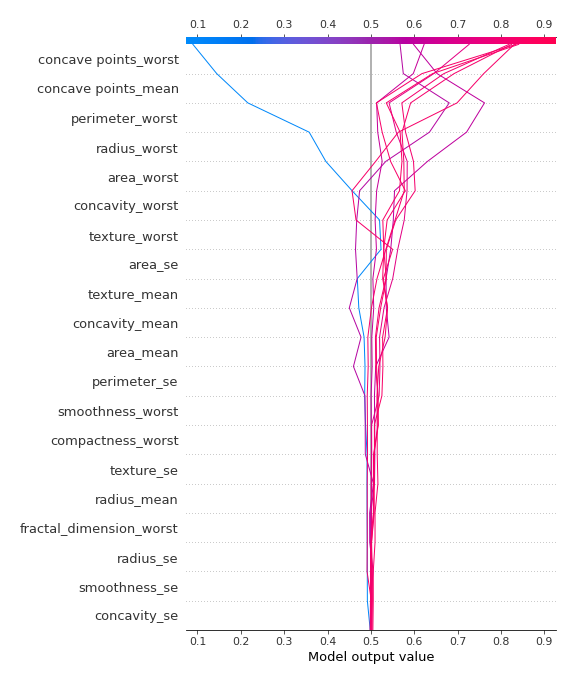 0.1 0.2 0.3 0.4 0.5 0.6 0.7 0.8 0.9
concave points_worst
concave points_mean
perimeter_worst
radius_worst
area_worst
concavity_worst
texture_worst
area_se
texture_mean
concavity_mean
area_mean
perimeter_se
smoothness_worst
compactness_worst
texture_se
radius_mean
fractal_dimension_worst
radius_se
smoothness_se
concavity_se
0.1 0.2 0.3 0.4 0.5 0.6 0.7 0.8 0.9
Model output value